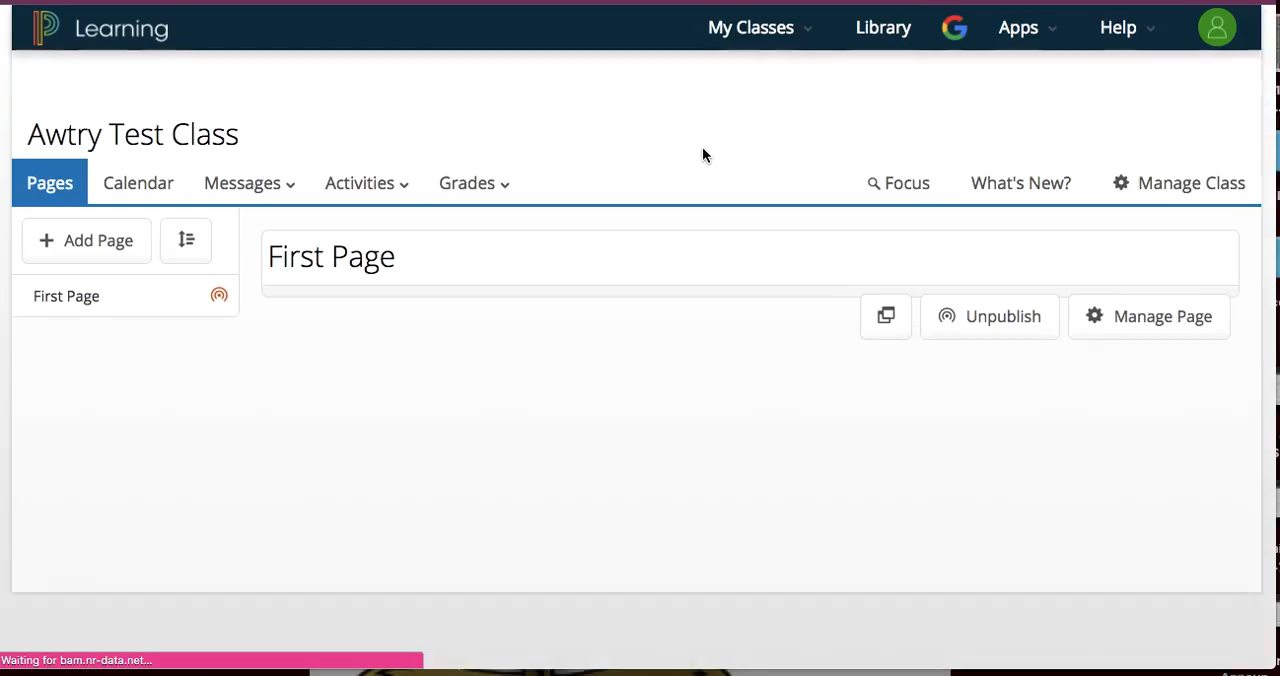 Learning
My Classes
Library
Apps
Help
Awtry Test Class
Pages
Calendar
Messages
Activities
Grades
Focus
What's New?
Manage Class
+ Add Page
First Page
First Page
Unpublish
Manage Page
Waiting for bam.nr-data.net...